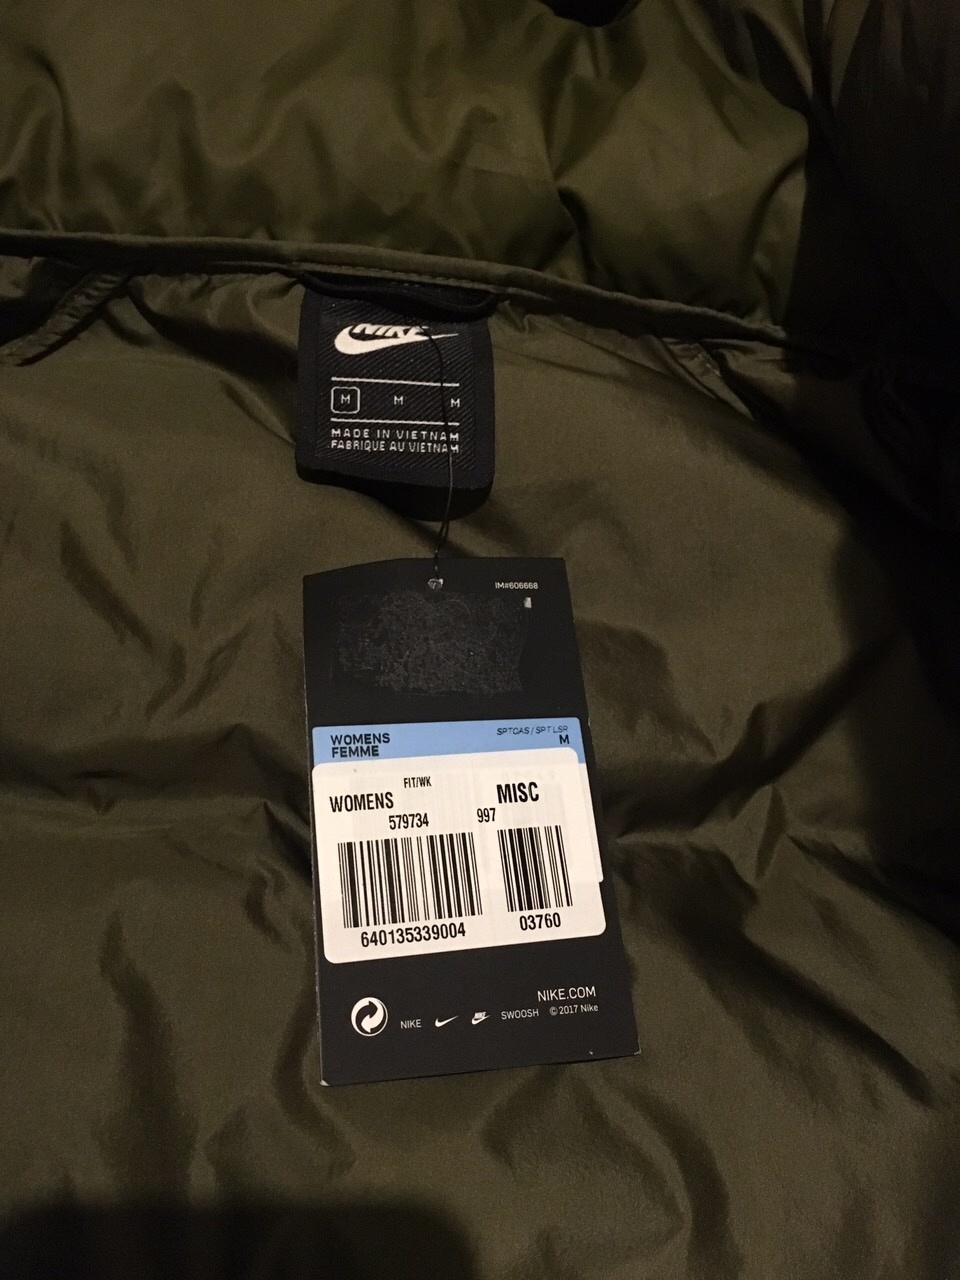 NIKE
M M M
MADE IN VIETNAM
FABRIQUE AU VIETNAM
IM#606668
WOMENS
FEMME
SPTCAS / SPT LSR
M
FIT/WK
WOMENS MISC
579734 997
640135339004 03760
NIKE.COM
NIKE SWOOSH © 2017 Nike